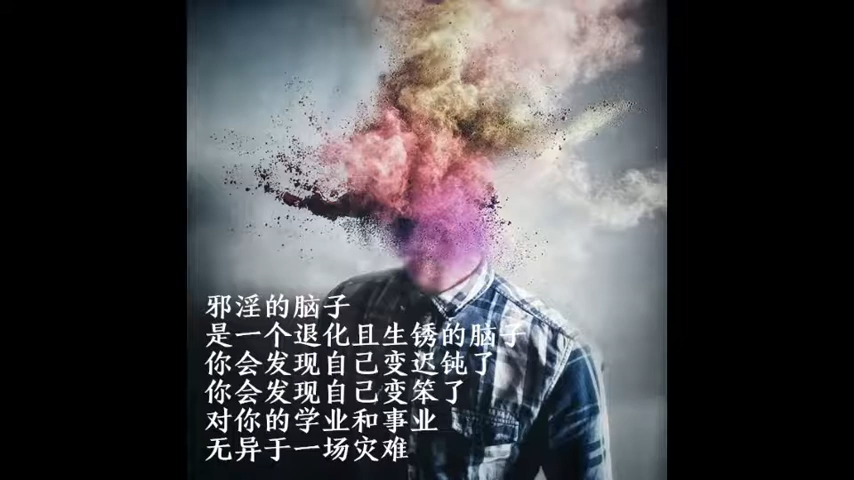 邪淫的脑子
是一个退化且生锈的脑子
你会发现自己变迟钝了
你会发现自己变笨了
对你的学业和事业
无异于一场灾难